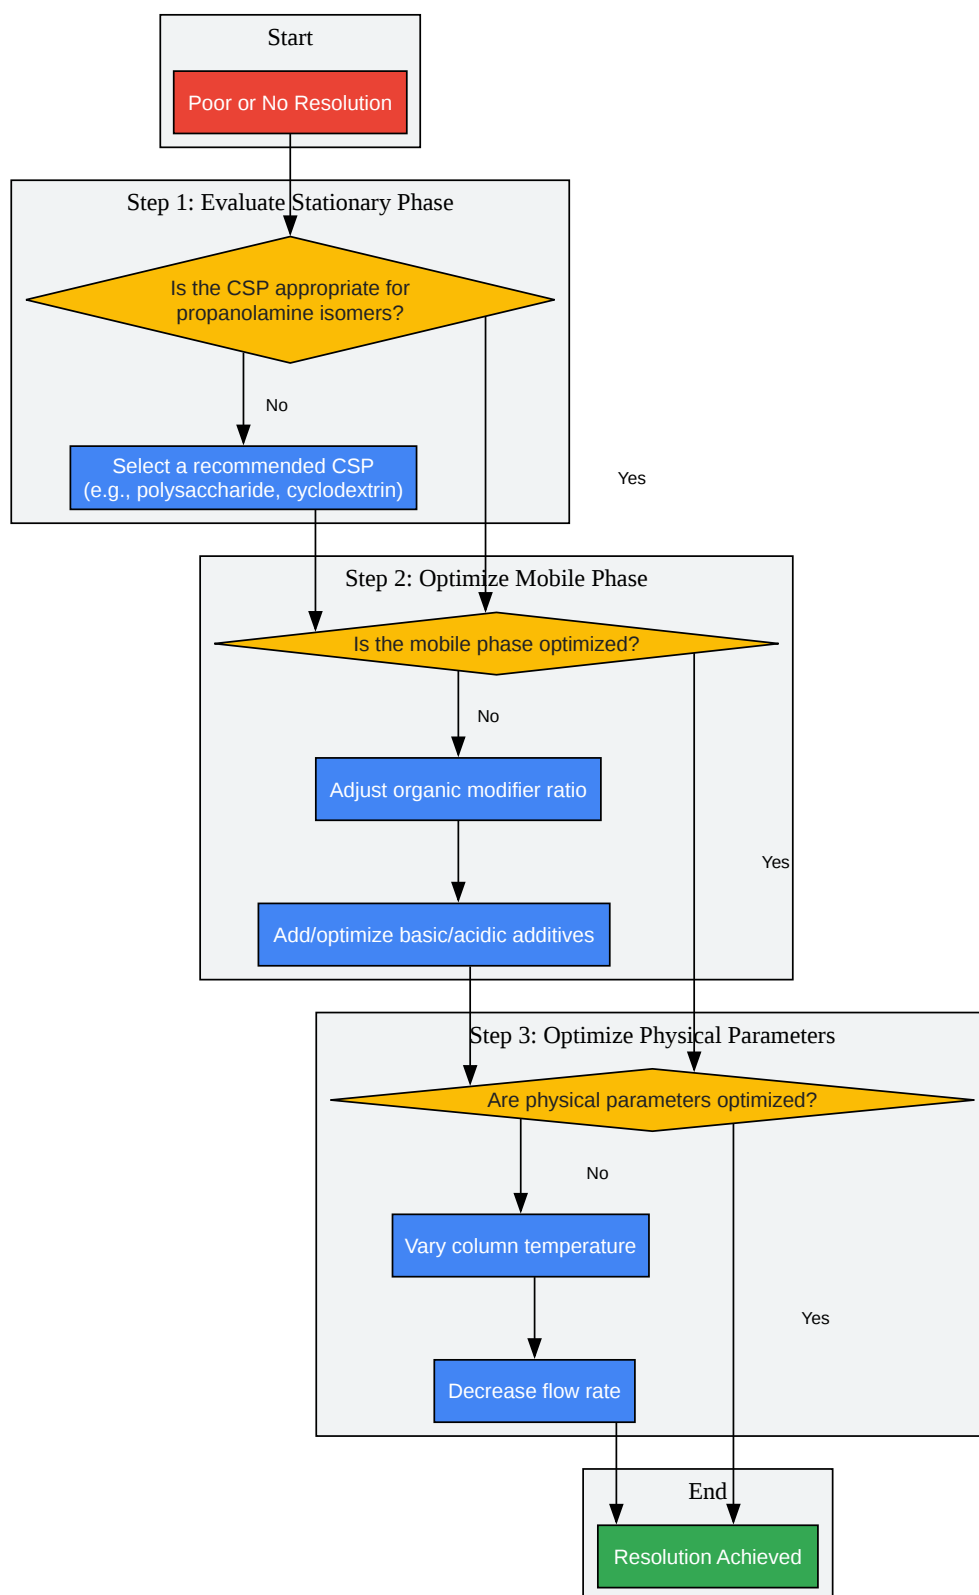 Start
Poor or No Resolution
Step 1: Evaluate Stationary Phase
Is the CSP appropriate for
propanolamine isomers?
No
Select a recommended CSP
(e.g., polysaccharide, cyclodextrin)
Yes
Step 2: Optimize Mobile Phase
Is the mobile phase optimized?
No
Adjust organic modifier ratio
Yes
Add/optimize basic/acidic additives
Step 3: Optimize Physical Parameters
Are physical parameters optimized?
No
Vary column temperature
Yes
Decrease flow rate
End
Resolution Achieved